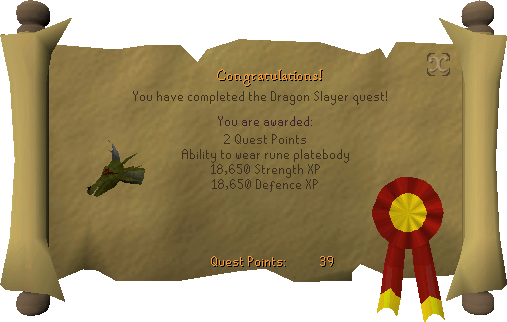 Congratulations!
You have completed the Dragon Slayer quest!
You are awarded:
2 Quest Points
Ability to wear rune platebody
18,650 Strength XP
18,650 Defence XP
Quest Points: 39